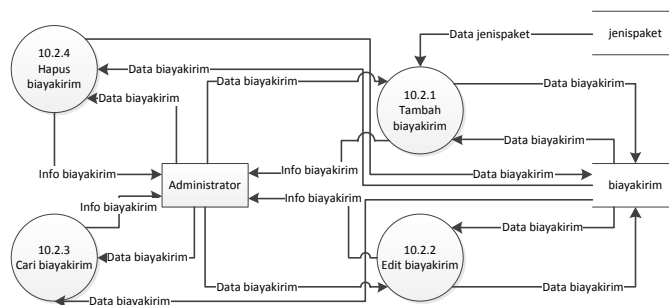 10.2.4
Hapus
biayakirim
Data jenispaket
jenispaket
Data biayakirim
Data biayakirim
Data biayakirim
Data biayakirim
10.2.1
Tambah
biayakirim
Data biayakirim
Info biayakirim
Info biayakirim
Data biayakirim
Administrator
biayakirim
Info biayakirim
Info biayakirim
Data biayakirim
10.2.3
Cari biayakirim
Data biayakirim
10.2.2
Edit biayakirim
Data biayakirim
Data biayakirim
Data biayakirim
Data biayakirim